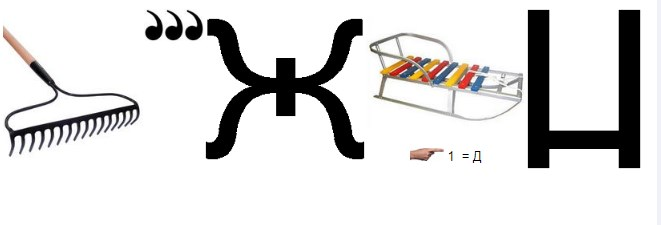 ,,, Ж Н
1 = Д